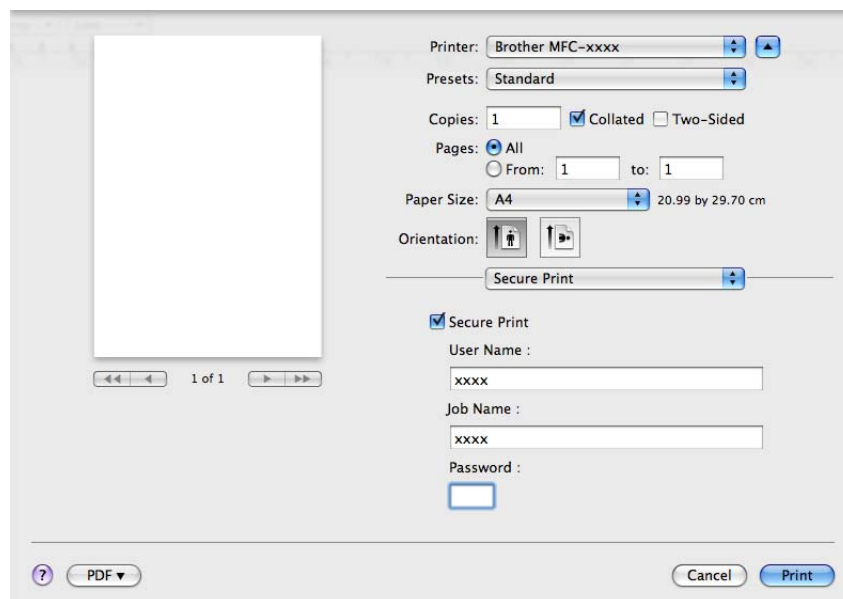 Printer: Brother MFC-xxxx
Presets: Standard
Copies: 1 Collated Two-Sided
Pages: All
From: 1 to: 1
Paper Size: A4 20.99 by 29.70 cm
Orientation:
Secure Print
Secure Print
User Name :
xxxx
Job Name :
xxxx
Password :
1 of 1
? PDF▼ Cancel Print